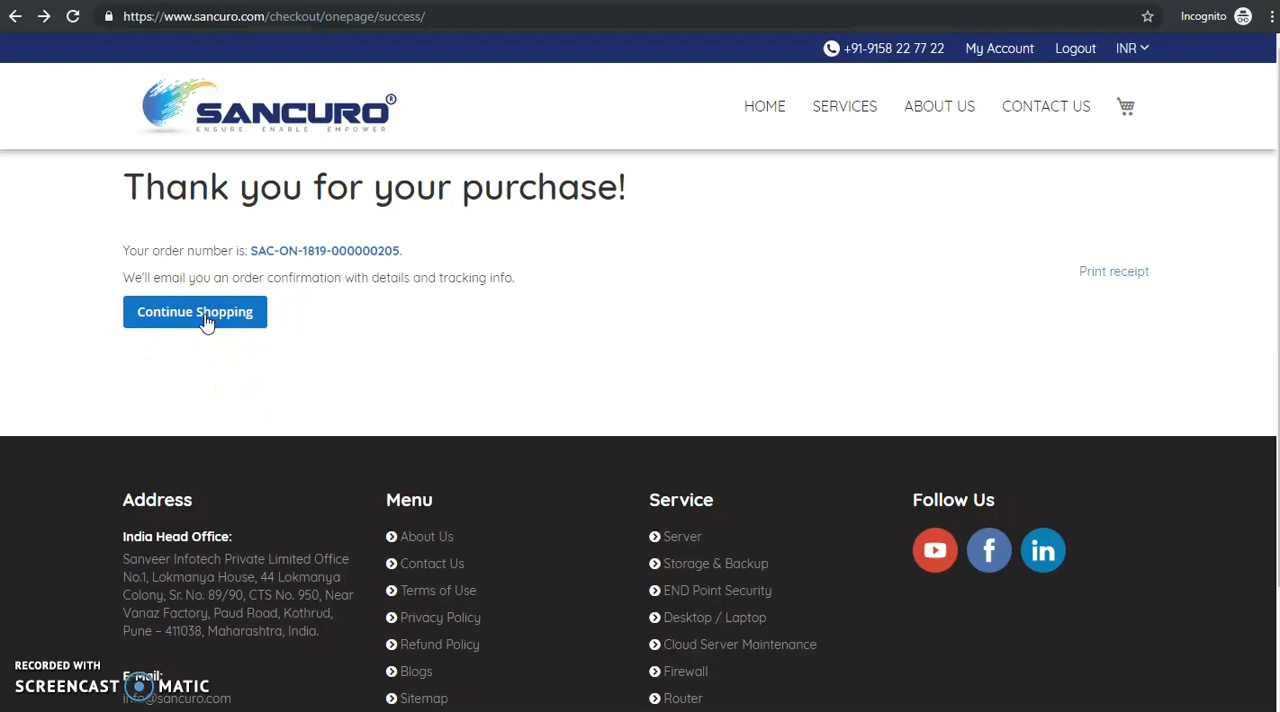 https://www.sancuro.com/checkout/onepage/success/
Incognito
+91-9158 22 77 22 My Account Logout INR
SANCURO®
ENSURE. ENABLE. EMPOWER.
HOME SERVICES ABOUT US CONTACT US
Thank you for your purchase!
Your order number is: SAC-ON-1819-000000205.
We'll email you an order confirmation with details and tracking info.
Print receipt
Continue Shopping
Address
India Head Office:
Sanveer Infotech Private Limited Office
No.1, Lokmanya House, 44 Lokmanya
Colony, Sr. No. 89/90, CTS No. 950, Near
Vanaz Factory, Paud Road, Kothrud,
Pune – 411038, Maharashtra, India.
E-Mail:
info@sancuro.com
Menu
About Us
Contact Us
Terms of Use
Privacy Policy
Refund Policy
Blogs
Sitemap
Service
Server
Storage & Backup
END Point Security
Desktop / Laptop
Cloud Server Maintenance
Firewall
Router
Follow Us
in
RECORDED WITH
SCREENCAST MATIC